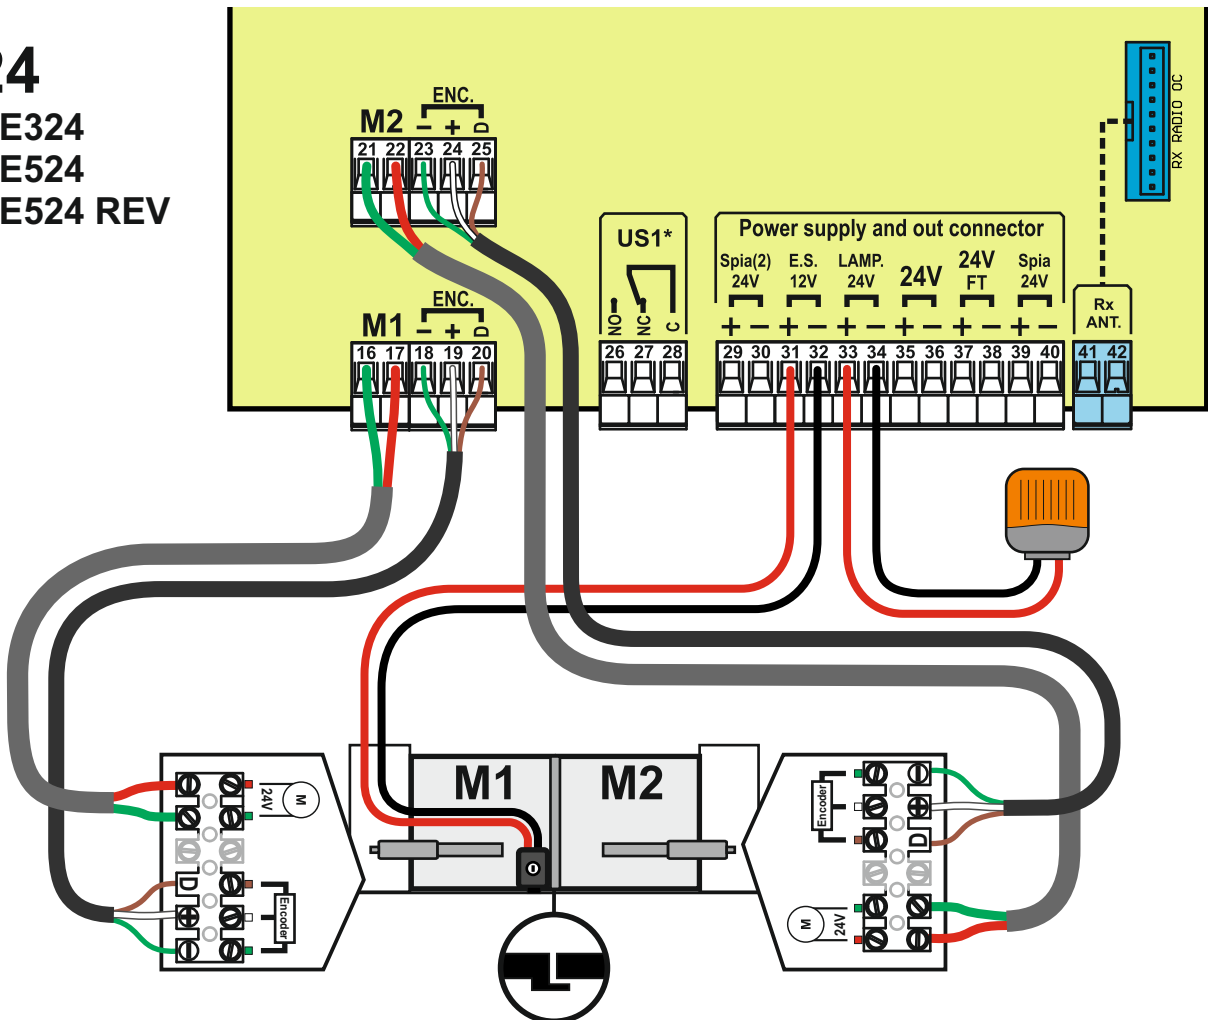 24
E324
E524
E524 REV
ENC.
M2 − + D
21 22 23 24 25
ENC.
M1 − + D
16 17 18 19 20
US1*
NO NC C
26 27 28
Power supply and out connector
Spia(2) E.S. LAMP. 24V 24V Spia
24V 12V 24V FT 24V
+ − + − + − + − + − + −
29 30 31 32 33 34 35 36 37 38 39 40
RX RADIO OC
Rx
ANT.
41 42
M1 M2
M
24V
D
Encoder
Encoder
D
M
24V